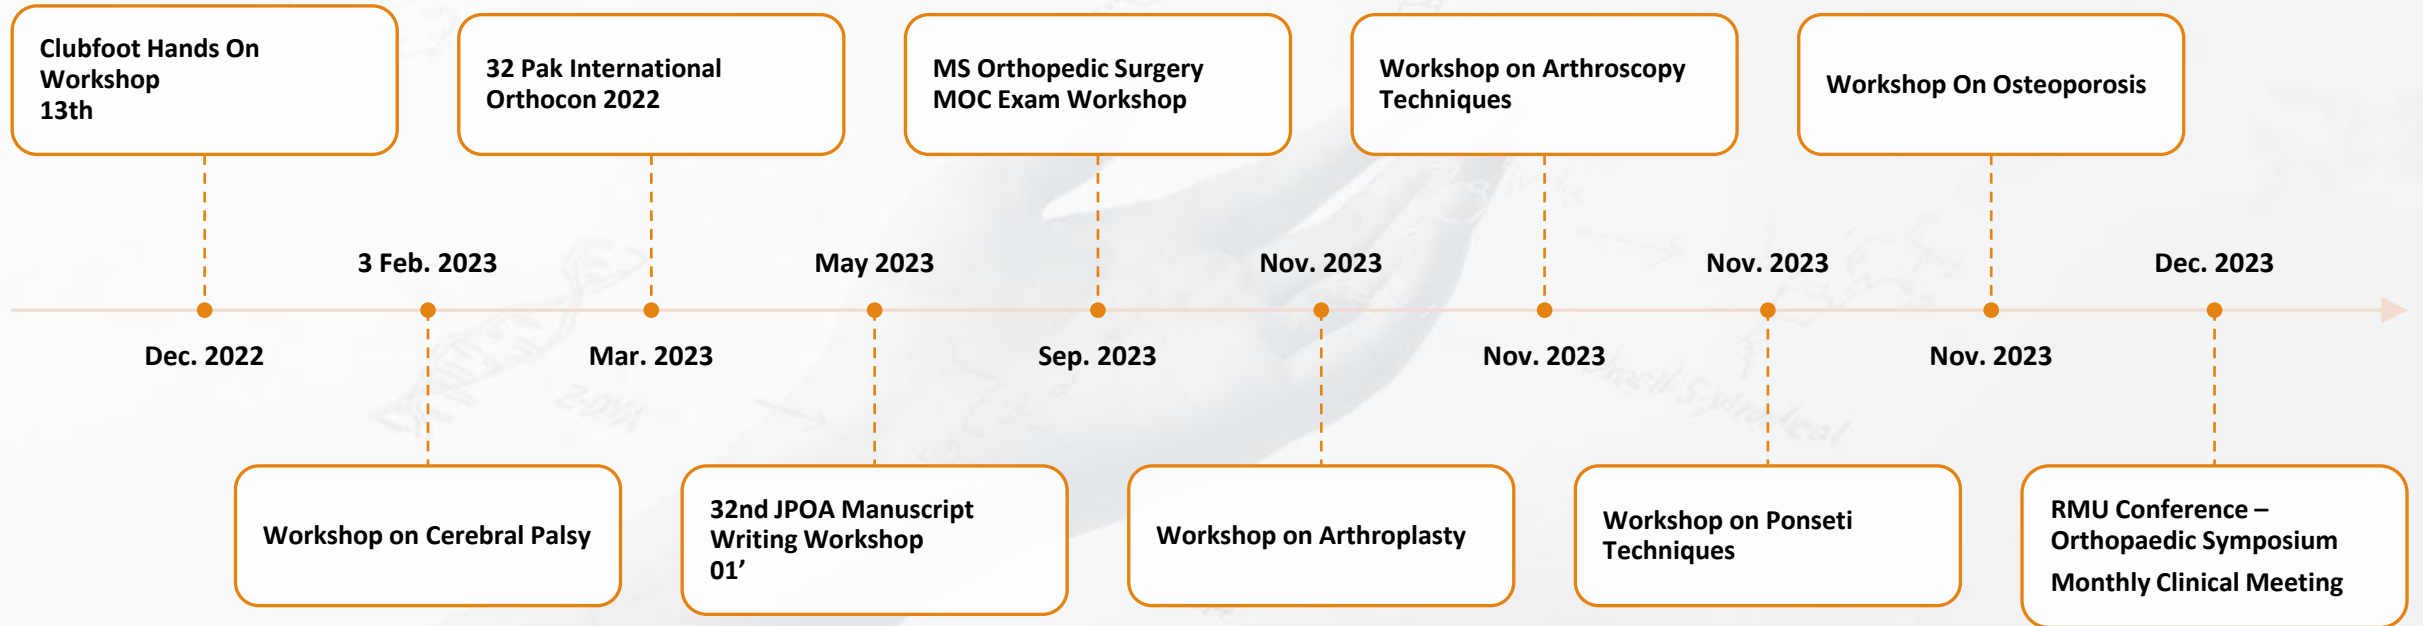 Clubfoot Hands On
Workshop
13th
32 Pak International
Orthocon 2022
MS Orthopedic Surgery
MOC Exam Workshop
Workshop on Arthroscopy
Techniques
Workshop On Osteoporosis
3 Feb. 2023
May 2023
Nov. 2023
Nov. 2023
Dec. 2023
Dec. 2022
Mar. 2023
Sep. 2023
Nov. 2023
Nov. 2023
Workshop on Cerebral Palsy
32nd JPOA Manuscript
Writing Workshop
01’
Workshop on Arthroplasty
Workshop on Ponseti
Techniques
RMU Conference –
Orthopaedic Symposium
Monthly Clinical Meeting
2-DNA